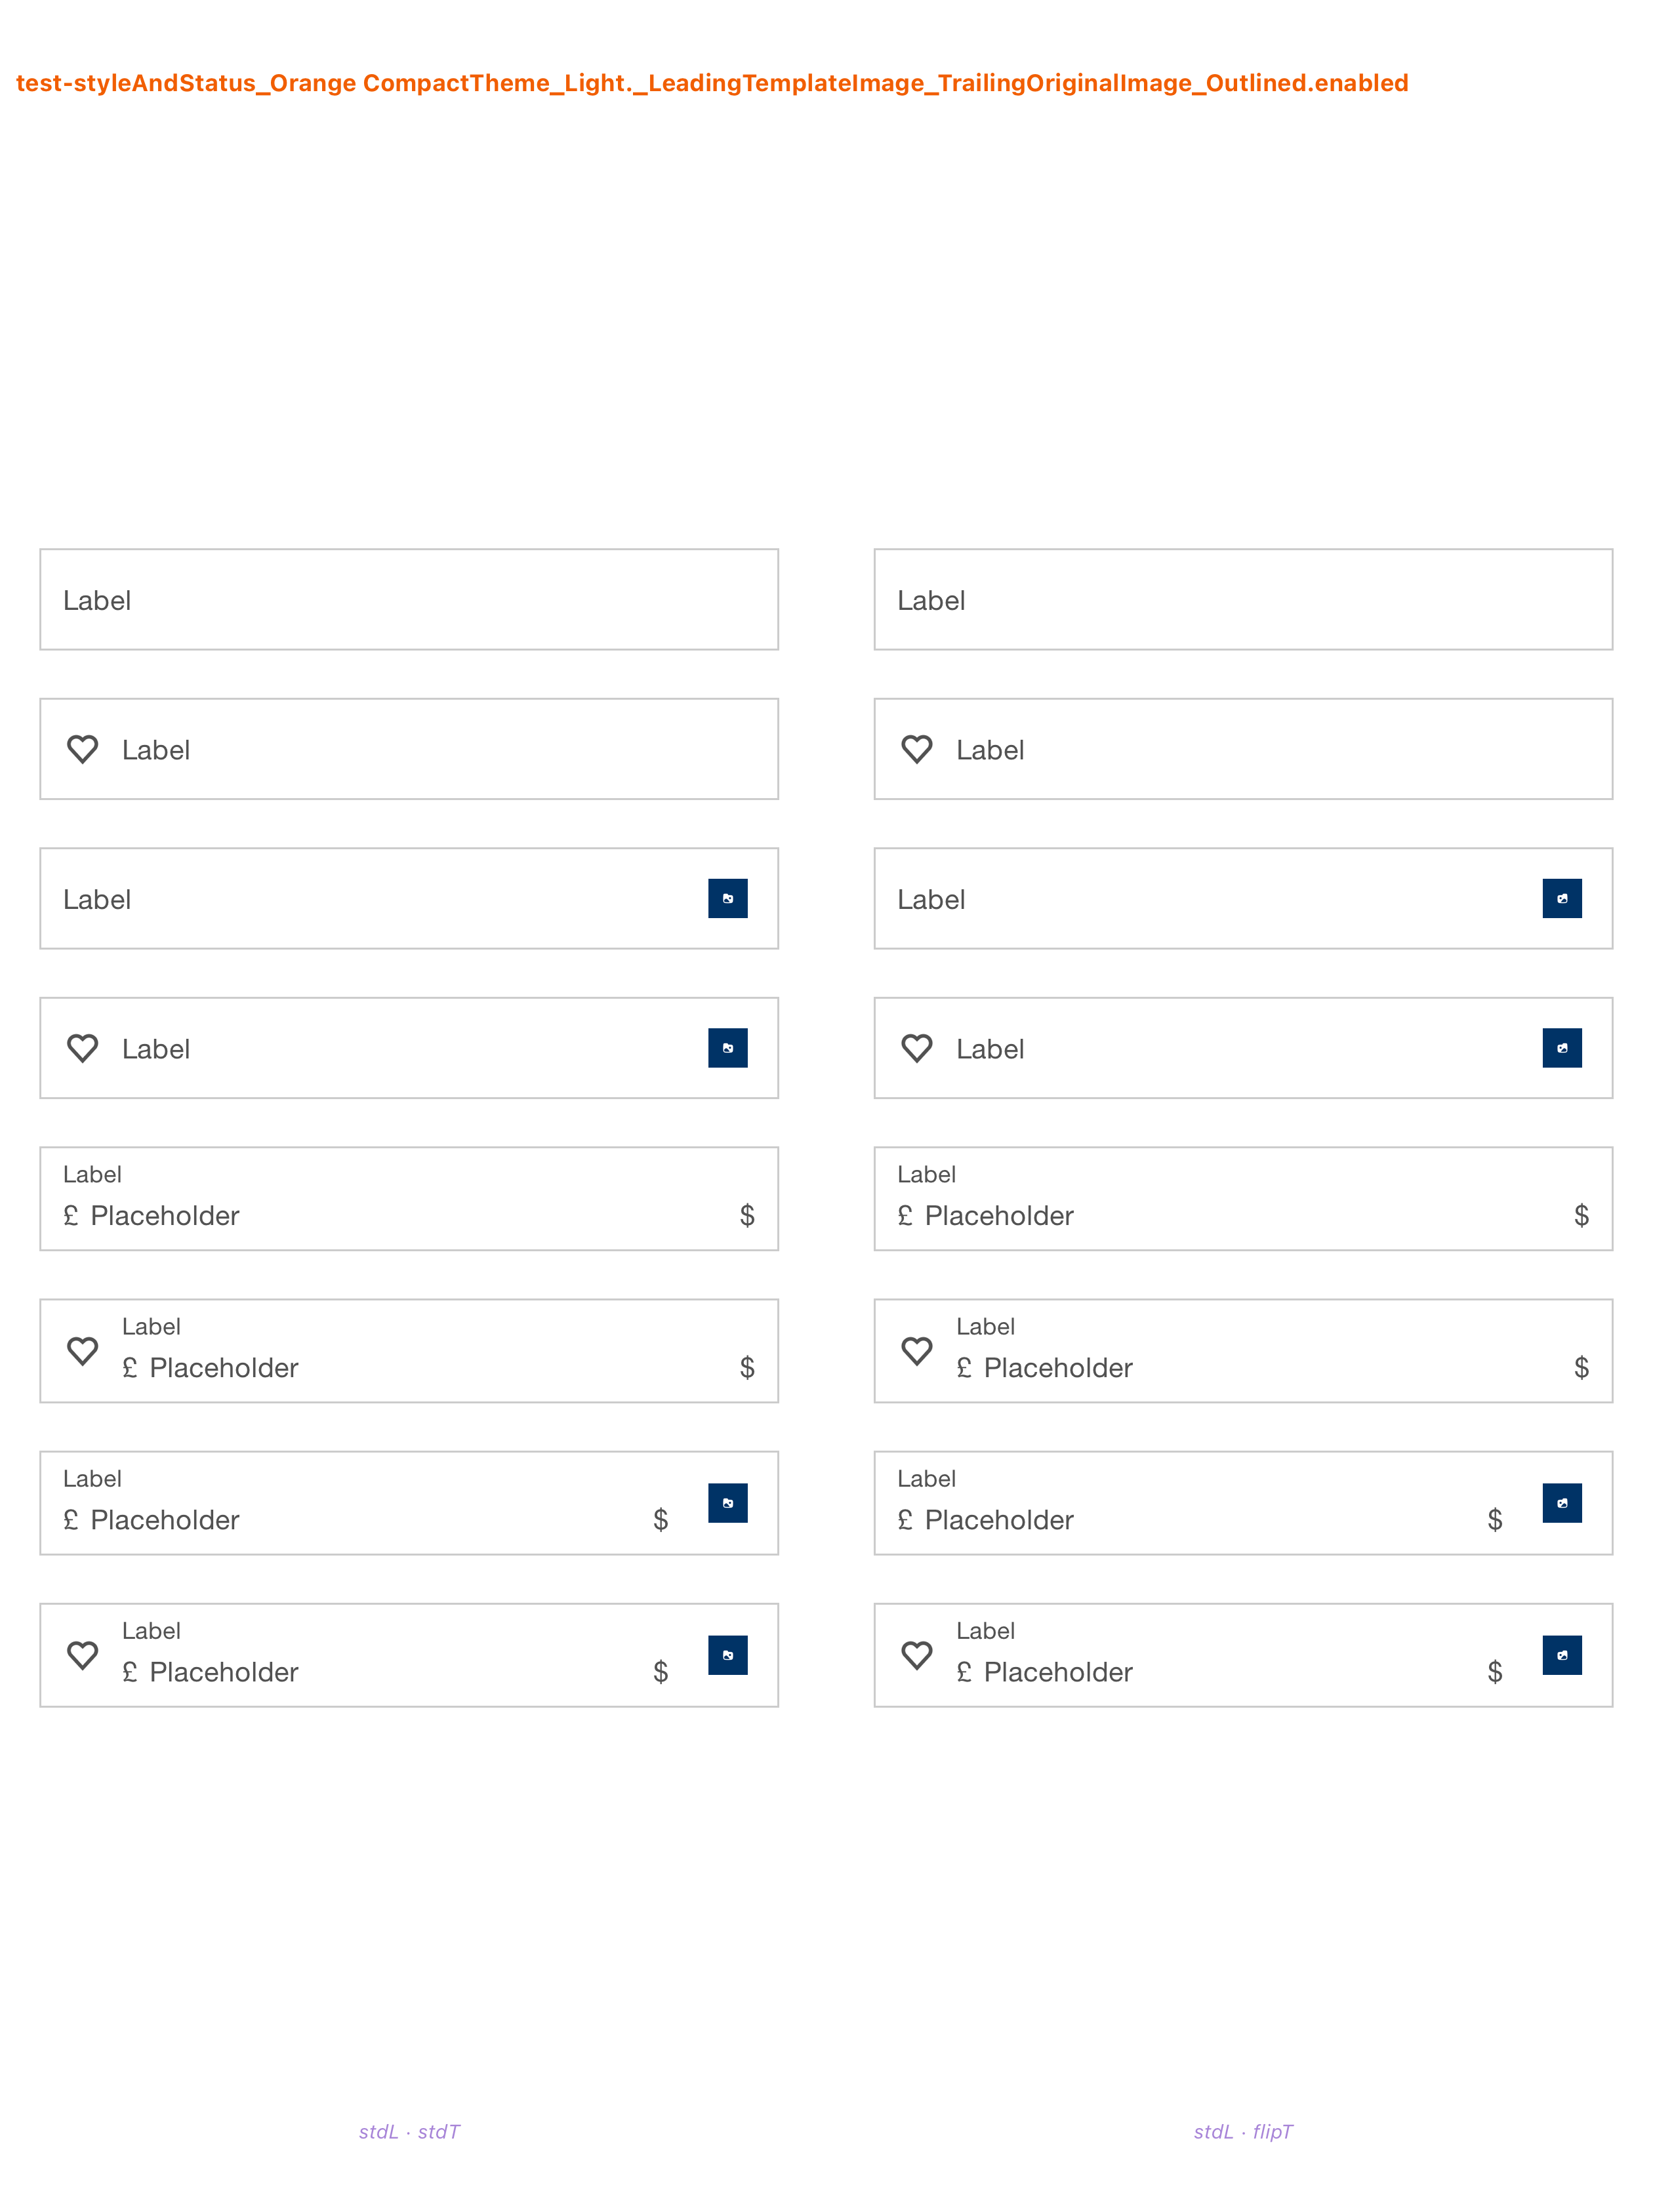 test-styleAndStatus_Orange CompactTheme_Light._LeadingTemplateImage_TrailingOriginalImage_Outlined.enabled
Label
Label
Label
Label
Label
£ Placeholder $
Label
£ Placeholder $
Label
£ Placeholder $
Label
£ Placeholder $
Label
Label
Label
Label
Label
£ Placeholder $
Label
£ Placeholder $
Label
£ Placeholder $
Label
£ Placeholder $
stdL · stdT
stdL · flipT